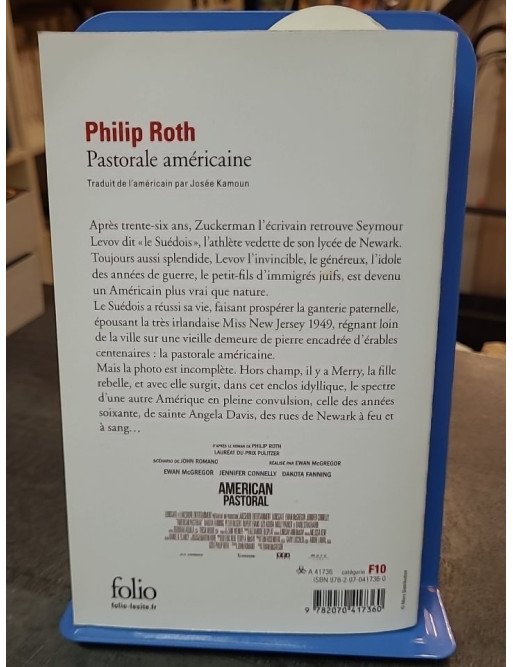 Philip Roth
Pastorale américaine
Traduit de l'américain par Josée Kamoun
Après trente-six ans, Zuckerman l'écrivain retrouve Seymour
Levov dit «le Suédois», l'athlète vedette de son lycée de Newark.
Toujours aussi splendide, Levov l'invincible, le généreux, l'idole
des années de guerre, le petit-fils d'immigrés juifs, est devenu
un Américain plus vrai que nature.
Le Suédois a réussi sa vie, faisant prospérer la ganterie paternelle,
épousant la très irlandaise Miss New Jersey 1949, régnant loin
de la ville sur une vieille demeure de pierre encadrée d'érables
centenaires : la pastorale américaine.
Mais la photo est incomplète. Hors champ, il y a Merry, la fille
rebelle, et avec elle surgit, dans cet enclos idyllique, le spectre
d'une autre Amérique en pleine convulsion, celle des années
soixante, de sainte Angela Davis, des rues de Newark à feu et
à sang…
D'APRÈS LE ROMAN DE PHILIP ROTH
LAURÉAT DU PRIX PULITZER
SCÉNARIO DE JOHN ROMANO RÉALISÉ PAR EWAN McGREGOR
EWAN McGREGOR JENNIFER CONNELLY DAKOTA FANNING
AMERICAN
PASTORAL
A 41736 catégorie F10
ISBN 978-2-07-041736-0
folio
folio-lesite.fr
9 782070 417360